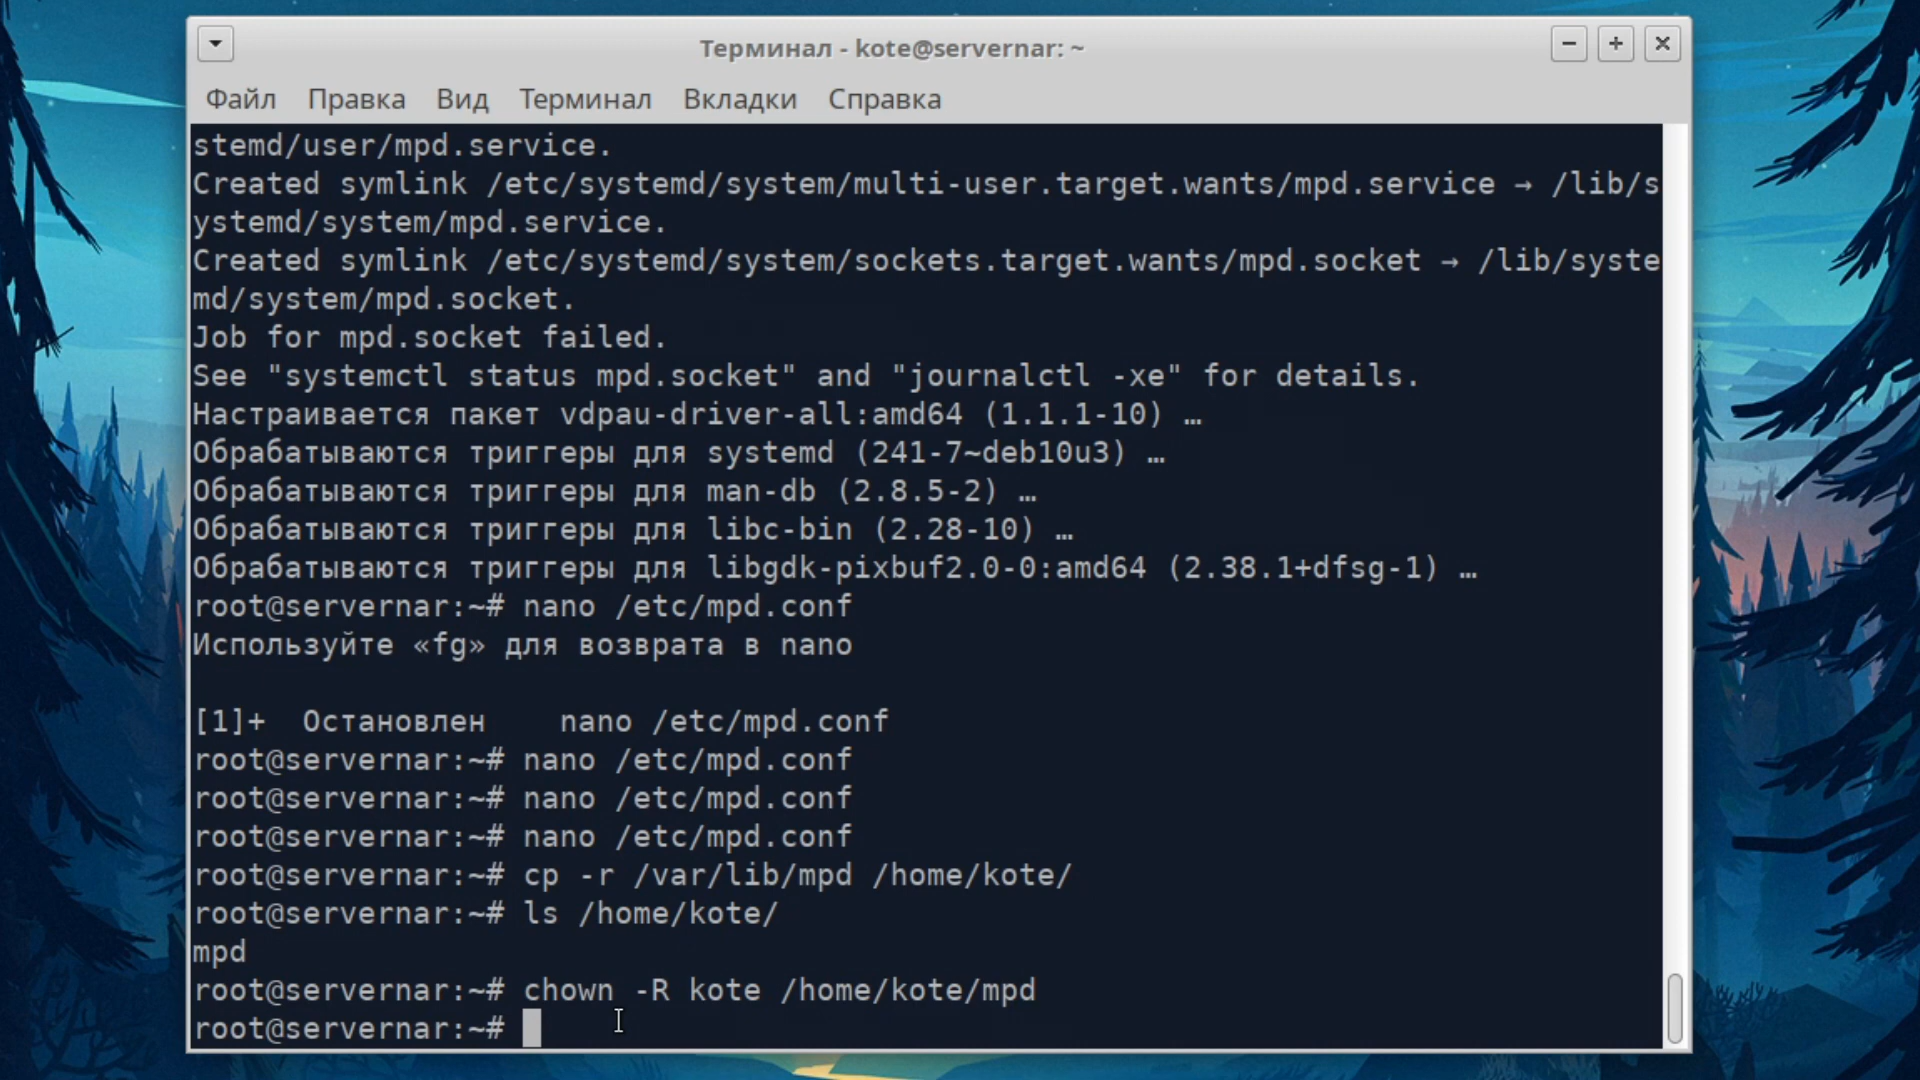 Терминал - kote@servernar: ~
Файл Правка Вид Терминал Вкладки Справка
stemd/user/mpd.service.
Created symlink /etc/systemd/system/multi-user.target.wants/mpd.service → /lib/s
ystemd/system/mpd.service.
Created symlink /etc/systemd/system/sockets.target.wants/mpd.socket → /lib/syste
md/system/mpd.socket.
Job for mpd.socket failed.
See "systemctl status mpd.socket" and "journalctl -xe" for details.
Настраивается пакет vdpau-driver-all:amd64 (1.1.1-10) …
Обрабатываются триггеры для systemd (241-7~deb10u3) …
Обрабатываются триггеры для man-db (2.8.5-2) …
Обрабатываются триггеры для libc-bin (2.28-10) …
Обрабатываются триггеры для libgdk-pixbuf2.0-0:amd64 (2.38.1+dfsg-1) …
root@servernar:~# nano /etc/mpd.conf
Используйте «fg» для возврата в nano
[1]+  Остановлен    nano /etc/mpd.conf
root@servernar:~# nano /etc/mpd.conf
root@servernar:~# nano /etc/mpd.conf
root@servernar:~# nano /etc/mpd.conf
root@servernar:~# cp -r /var/lib/mpd /home/kote/
root@servernar:~# ls /home/kote/
mpd
root@servernar:~# chown -R kote /home/kote/mpd
root@servernar:~#